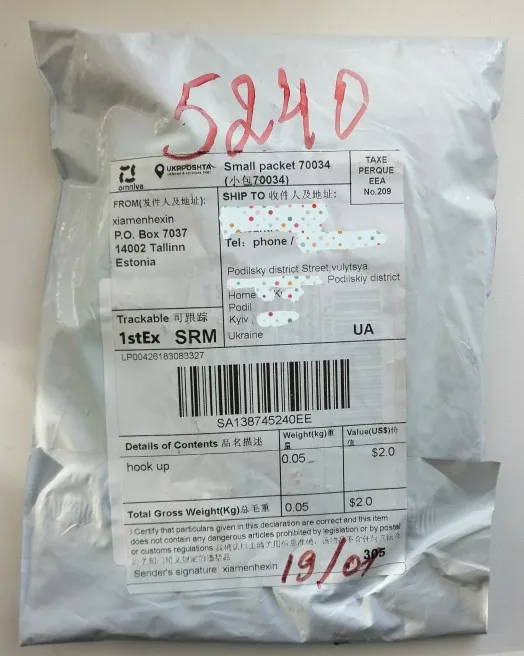 5240
omniva
UKRPOSHTA
Small packet 70034
(小包70034)
TAXE
PERQUE
EEA
No.209
FROM(发件人及地址):
xiamenhexin
P.O. Box 7037
14002 Tallinn
Estonia
SHIP TO 收件人及地址:
Tel: phone /
Podilsky district Street vulytsya
Podilskiy district
Home
Podil
Kyiv
Ukraine
UA
Trackable 可跟踪
1stEx SRM
LP00426183083327
SA138745240EE
Details of Contents 品名描述
Weight(kg)重量
Value(US$)价值
hook up
0.05
$2.0
Total Gross Weight(Kg)总毛重
0.05
$2.0
I Certify that particulars given in this declaration are correct and this item
does not contain any dangerous articles prohibited by legislation or by postal
or customs regulations.
305
Sender's signature xiamenhexin
19/07